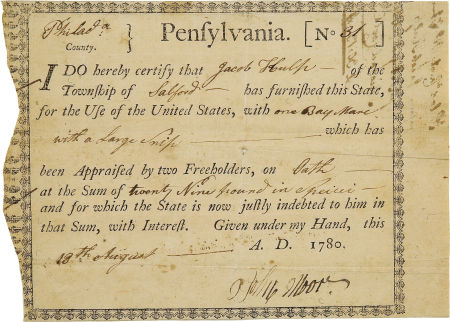 Philadᵃ County. } Penſylvania. [Nº 31]
I DO hereby certify that Jacob Hulſe of the
Townſhip of Salford has furniſhed this State,
for the Uſe of the United States, with one Bay Mare
with a Large Snip which has
been Appraiſed by two Freeholders, on Oath
at the Sum of twenty Nine pound in Specie
and for which the State is now juſtly indebted to him in
that Sum, with Intereſt. Given under my Hand, this
18th August A. D. 1780.